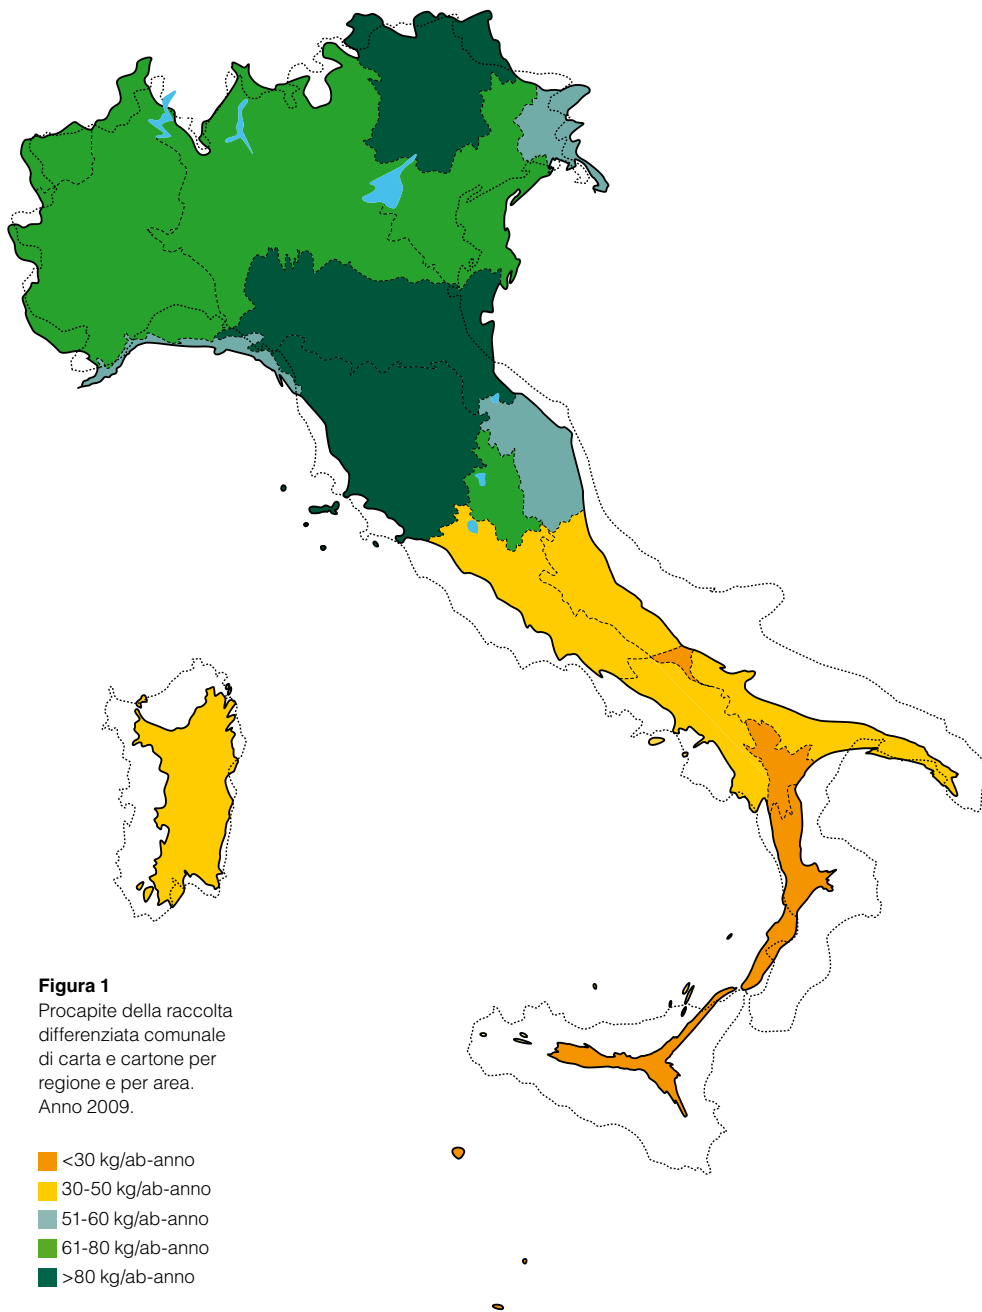 Figura 1
Procapite della raccolta
differenziata comunale
di carta e cartone per
regione e per area.
Anno 2009.
<30 kg/ab-anno
30-50 kg/ab-anno
51-60 kg/ab-anno
61-80 kg/ab-anno
>80 kg/ab-anno